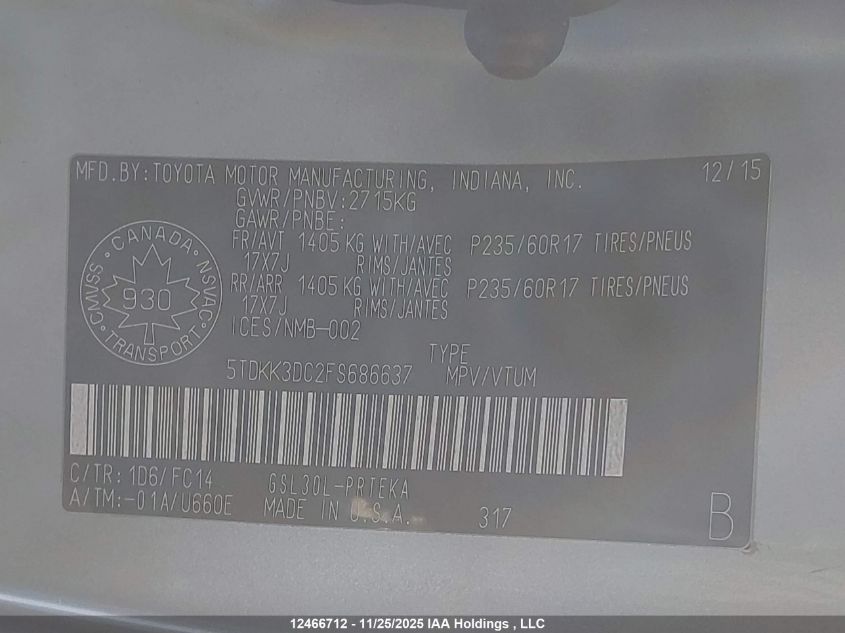 MFD.BY:TOYOTA MOTOR MANUFACTURING, INDIANA, INC. 12/15
GVWR/PNBV:2715KG
GAWR/PNBE:
FR/AVT 1405 KG WITH/AVEC P235/60R17 TIRES/PNEUS
17X7J RIMS/JANTES
RR/ARR 1405 KG WITH/AVEC P235/60R17 TIRES/PNEUS
17X7J RIMS/JANTES
ICES/NMB-002
CANADA
CMVSS 930 NSVAC
TRANSPORT
TYPE
5TDKK3DC2FS686637 MPV/VTUM
C/TR: 1D6/FC14 GSL30L-PRTEKA
A/TM:-01A/U660E MADE IN U.S.A. 317 B
12466712 - 11/25/2025 IAA Holdings , LLC